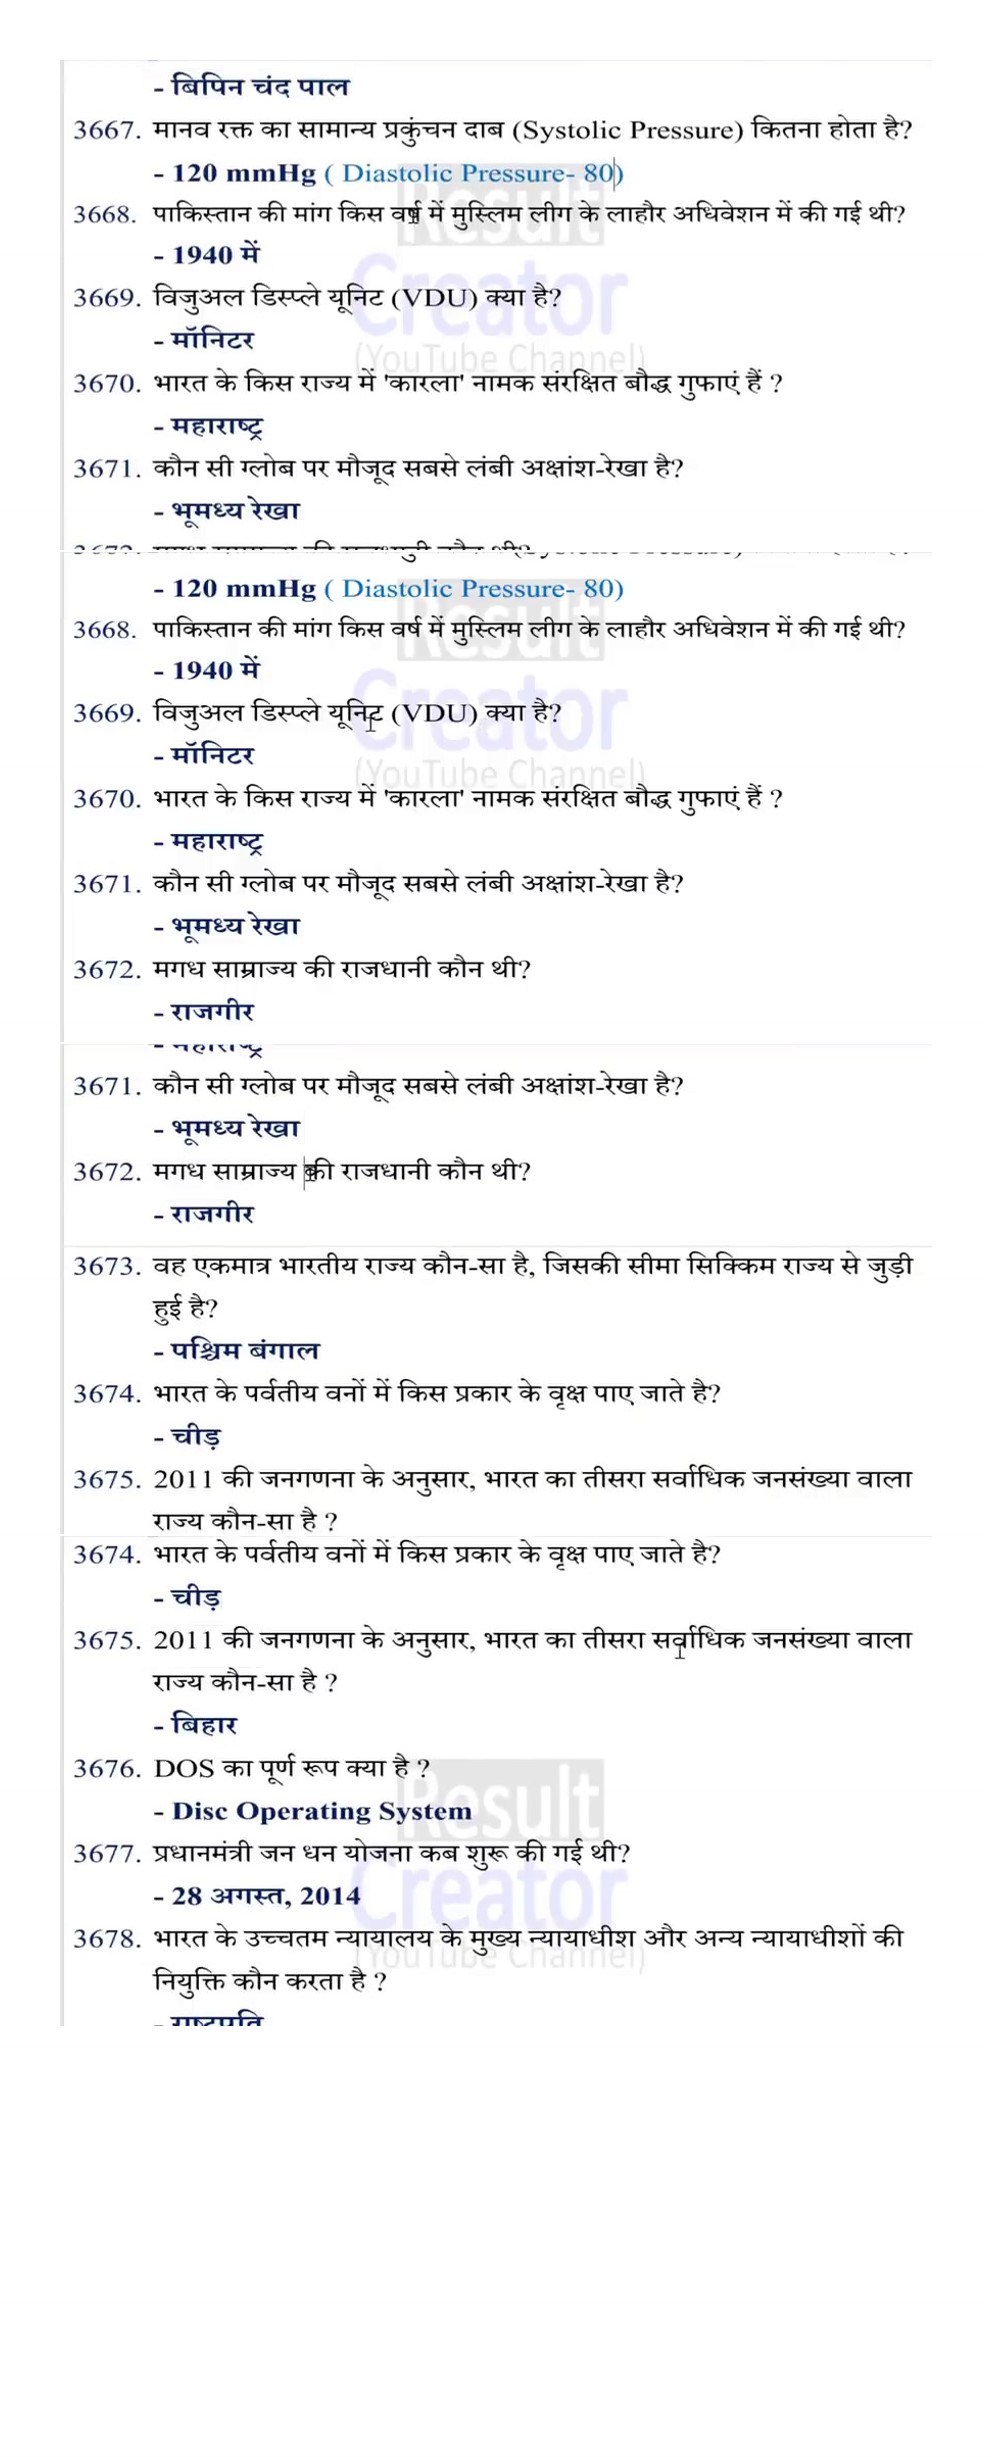 - बिपिन चंद पाल
3667. मानव रक्त का सामान्य प्रकुंचन दाब (Systolic Pressure) कितना होता है?
- 120 mmHg ( Diastolic Pressure- 80)
3668. पाकिस्तान की मांग किस वर्ष में मुस्लिम लीग के लाहौर अधिवेशन में की गई थी?
- 1940 में
3669. विजुअल डिस्प्ले यूनिट (VDU) क्या है?
- मॉनिटर
3670. भारत के किस राज्य में 'कारला' नामक संरक्षित बौद्ध गुफाएं हैं ?
- महाराष्ट्र
3671. कौन सी ग्लोब पर मौजूद सबसे लंबी अक्षांश-रेखा है?
- भूमध्य रेखा
- 120 mmHg ( Diastolic Pressure- 80)
3668. पाकिस्तान की मांग किस वर्ष में मुस्लिम लीग के लाहौर अधिवेशन में की गई थी?
- 1940 में
3669. विजुअल डिस्प्ले यूनिट (VDU) क्या है?
- मॉनिटर
3670. भारत के किस राज्य में 'कारला' नामक संरक्षित बौद्ध गुफाएं हैं ?
- महाराष्ट्र
3671. कौन सी ग्लोब पर मौजूद सबसे लंबी अक्षांश-रेखा है?
- भूमध्य रेखा
3672. मगध साम्राज्य की राजधानी कौन थी?
- राजगीर
- महाराष्ट्र
3671. कौन सी ग्लोब पर मौजूद सबसे लंबी अक्षांश-रेखा है?
- भूमध्य रेखा
3672. मगध साम्राज्य की राजधानी कौन थी?
- राजगीर
3673. वह एकमात्र भारतीय राज्य कौन-सा है, जिसकी सीमा सिक्किम राज्य से जुड़ी
हुई है?
- पश्चिम बंगाल
3674. भारत के पर्वतीय वनों में किस प्रकार के वृक्ष पाए जाते है?
- चीड़
3675. 2011 की जनगणना के अनुसार, भारत का तीसरा सर्वाधिक जनसंख्या वाला
राज्य कौन-सा है ?
3674. भारत के पर्वतीय वनों में किस प्रकार के वृक्ष पाए जाते है?
- चीड़
3675. 2011 की जनगणना के अनुसार, भारत का तीसरा सर्वाधिक जनसंख्या वाला
राज्य कौन-सा है ?
- बिहार
3676. DOS का पूर्ण रूप क्या है ?
- Disc Operating System
3677. प्रधानमंत्री जन धन योजना कब शुरू की गई थी?
- 28 अगस्त, 2014
3678. भारत के उच्चतम न्यायालय के मुख्य न्यायाधीश और अन्य न्यायाधीशों की
नियुक्ति कौन करता है ?
- राष्ट्रपति
Result
Creator
(YouTube Channel)
Result
Creator
(YouTube Channel)
Result
Creator
(YouTube Channel)